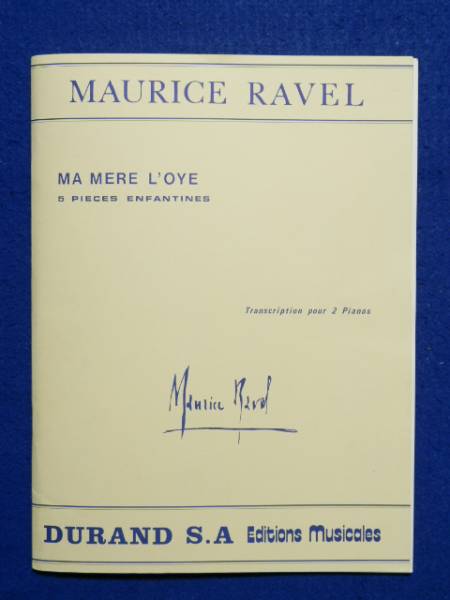 MAURICE RAVEL
MA MERE L'OYE
5 PIECES ENFANTINES
Transcription pour 2 Pianos
Maurice Ravel
DURAND S.A Editions Musicales